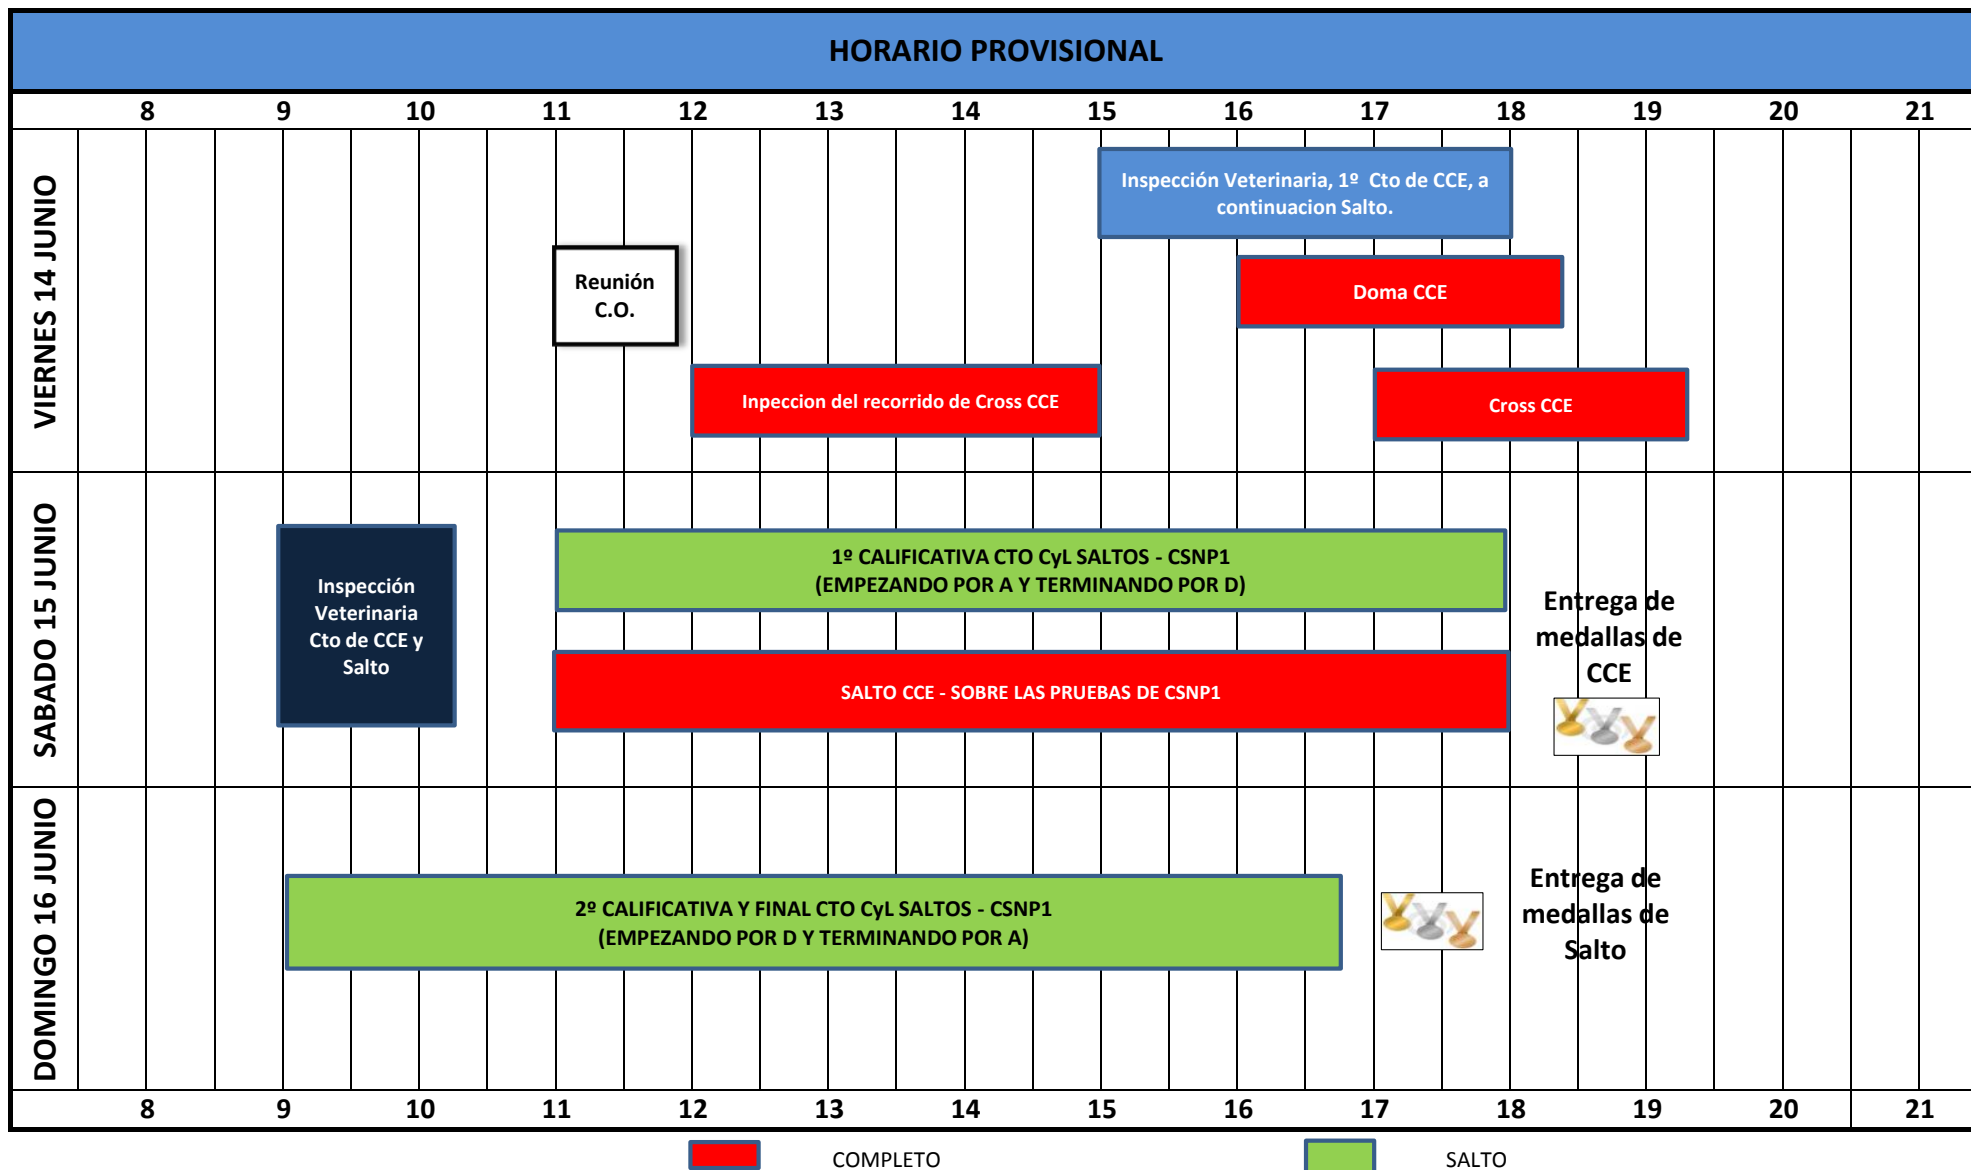 HORARIO PROVISIONAL
8 9 10 11 12 13 14 15 16 17 18 19 20 21
VIERNES 14 JUNIO
Inspección Veterinaria, 1º Cto de CCE, a
continuacion Salto.
Reunión
C.O.
Doma CCE
Inpeccion del recorrido de Cross CCE
Cross CCE
SABADO 15 JUNIO
Inspección
Veterinaria
Cto de CCE y
Salto
1º CALIFICATIVA CTO CyL SALTOS - CSNP1
(EMPEZANDO POR A Y TERMINANDO POR D)
SALTO CCE - SOBRE LAS PRUEBAS DE CSNP1
Entrega de
medallas de
CCE
DOMINGO 16 JUNIO
2º CALIFICATIVA Y FINAL CTO CyL SALTOS - CSNP1
(EMPEZANDO POR D Y TERMINANDO POR A)
Entrega de
medallas de
Salto
8 9 10 11 12 13 14 15 16 17 18 19 20 21
COMPLETO
SALTO